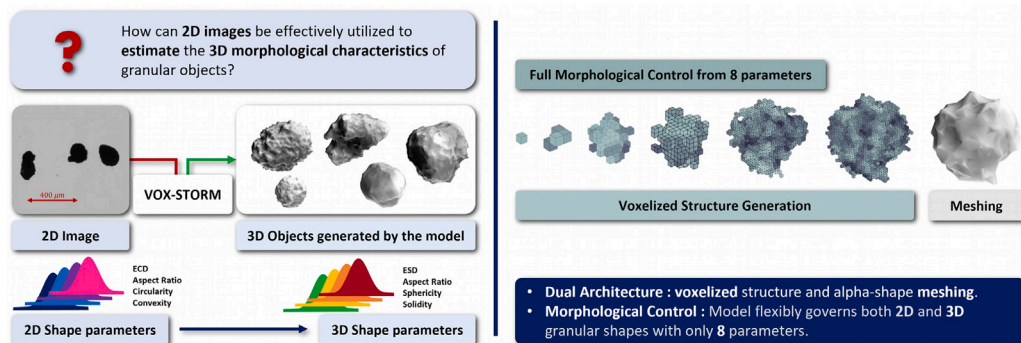 ?
How can 2D images be effectively utilized to
estimate the 3D morphological characteristics of
granular objects?
400 μm
VOX-STORM
2D Image
3D Objects generated by the model
ECD
Aspect Ratio
Circularity
Convexity
ESD
Aspect Ratio
Sphericity
Solidity
2D Shape parameters
3D Shape parameters
Full Morphological Control from 8 parameters
Voxelized Structure Generation
Meshing
• Dual Architecture : voxelized structure and alpha-shape meshing.
• Morphological Control : Model flexibly governs both 2D and 3D
granular shapes with only 8 parameters.